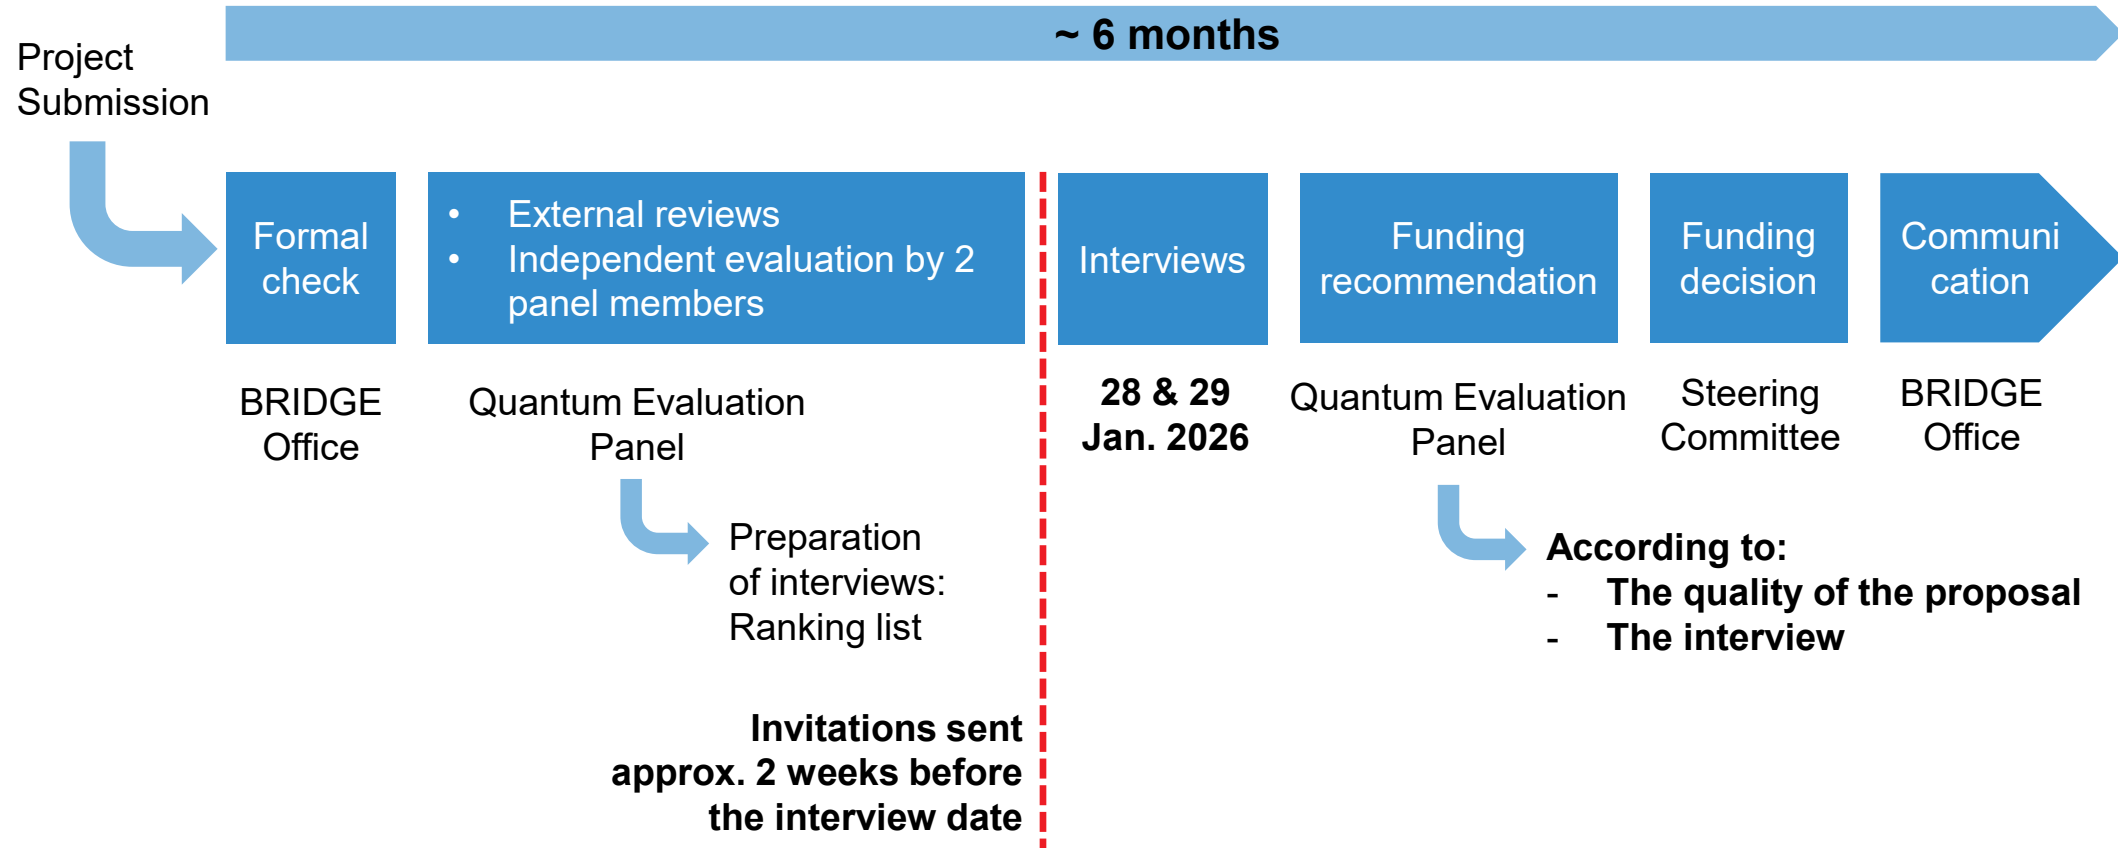 ~ 6 months
Project
Submission
Formal
check
• External reviews
• Independent evaluation by 2
panel members
Interviews
Funding
recommendation
Funding
decision
Communi
cation
BRIDGE
Office
Quantum Evaluation
Panel
28 & 29
Jan. 2026
Quantum Evaluation
Panel
Steering
Committee
BRIDGE
Office
Preparation
of interviews:
Ranking list
According to:
- The quality of the proposal
- The interview
Invitations sent
approx. 2 weeks before
the interview date